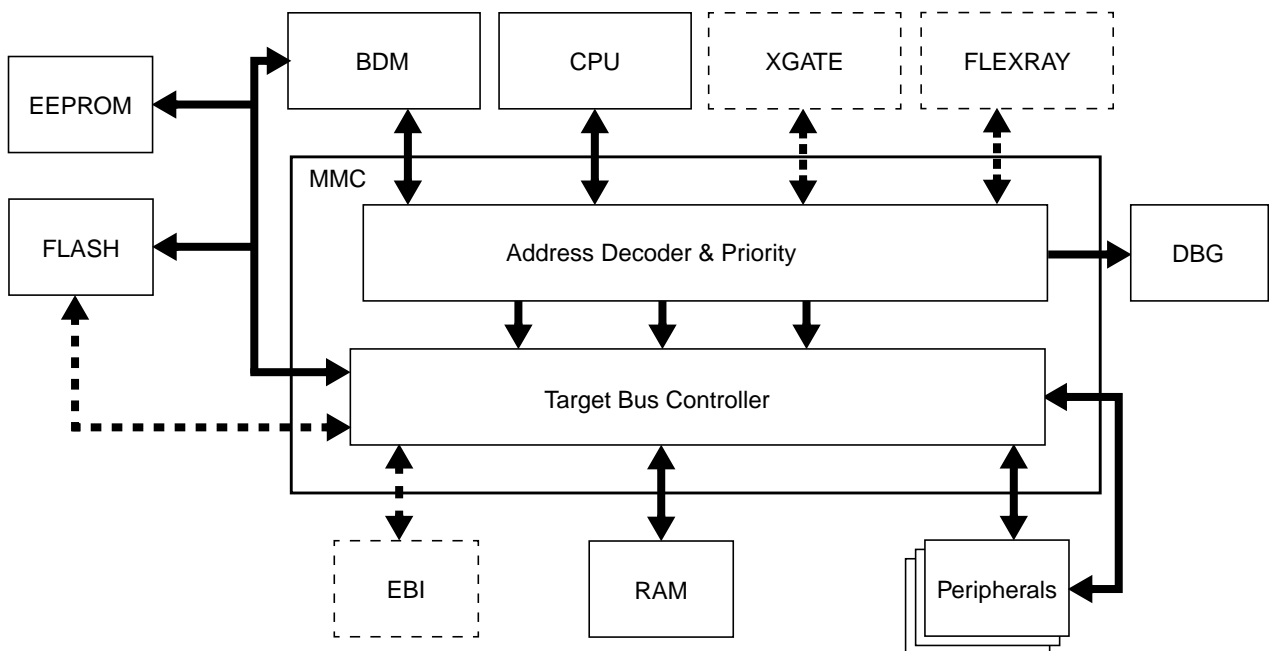 BDM
CPU
XGATE
FLEXRAY
EEPROM
MMC
FLASH
Address Decoder & Priority
DBG
Target Bus Controller
EBI
RAM
Peripherals